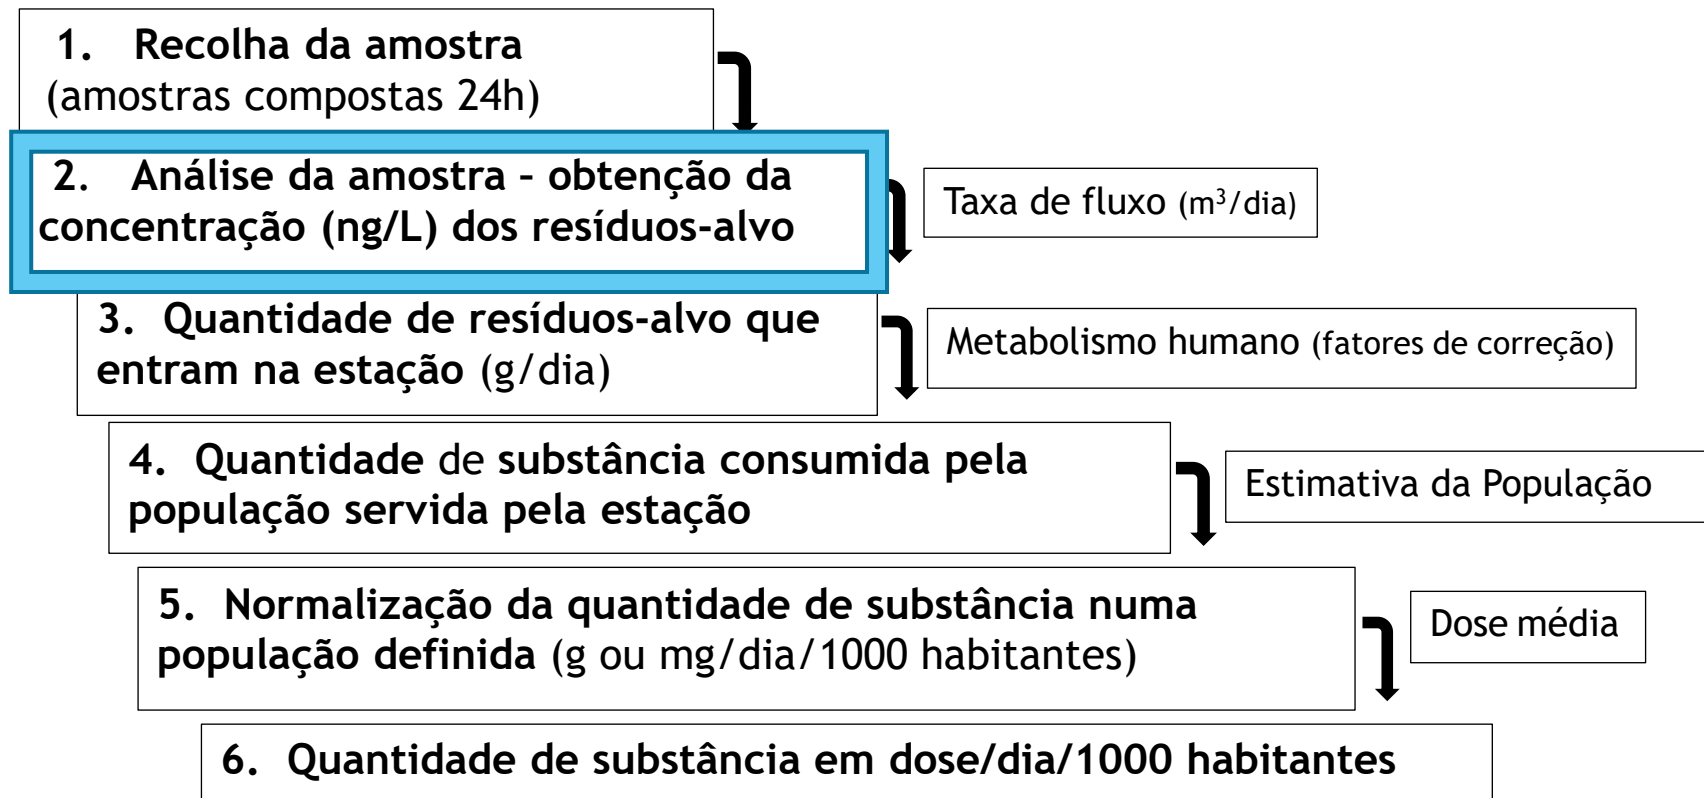 1. Recolha da amostra
(amostras compostas 24h)
2. Análise da amostra – obtenção da
concentração (ng/L) dos resíduos-alvo
Taxa de fluxo (m³/dia)
3. Quantidade de resíduos-alvo que
entram na estação (g/dia)
Metabolismo humano (fatores de correção)
4. Quantidade de substância consumida pela
população servida pela estação
Estimativa da População
5. Normalização da quantidade de substância numa
população definida (g ou mg/dia/1000 habitantes)
Dose média
6. Quantidade de substância em dose/dia/1000 habitantes